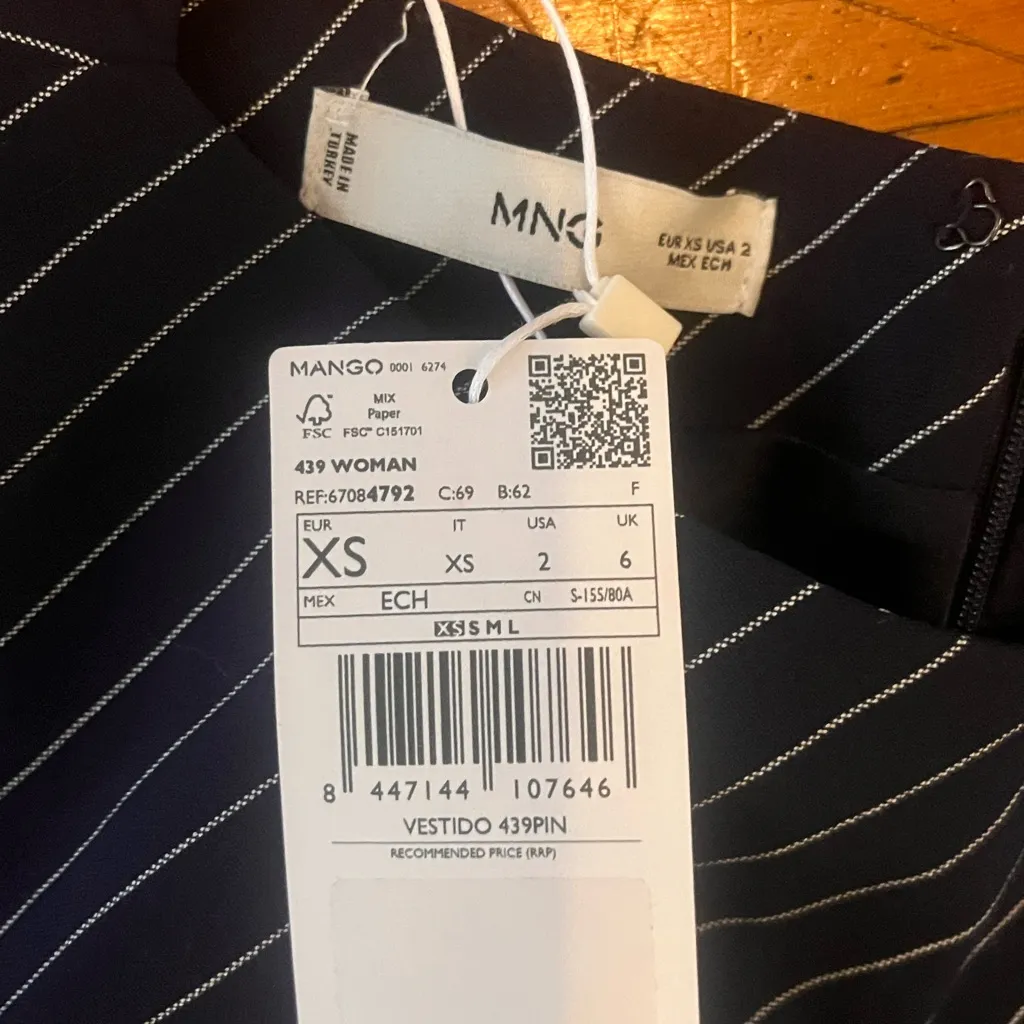 MADE IN
TURKEY
MNG
EUR XS USA 2
MEX ECH
MANGO 0001 6274
MIX
Paper
FSC FSC™ C151701
439 WOMAN
REF:67084792 C:69 B:62 F
EUR IT USA UK
XS XS 2 6
MEX ECH CN S-155/80A
XS S M L
8 447144 107646
VESTIDO 439PIN
RECOMMENDED PRICE (RRP)